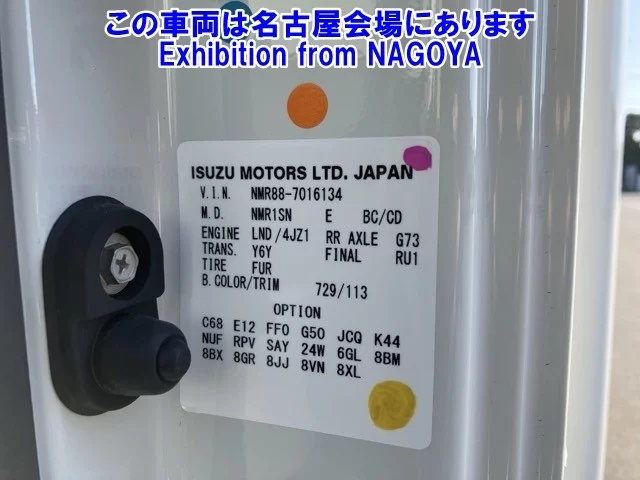 この車両は名古屋会場にあります
Exhibition from NAGOYA
ISUZU MOTORS LTD. JAPAN
V.I.N. NMR88-7016134
M.D. NMR1SN E BC/CD
ENGINE LND/4JZ1 RR AXLE G73
TRANS. Y6Y FINAL RU1
TIRE FUR
B.COLOR/TRIM 729/113
OPTION
C68 E12 FF0 G50 JCQ K44
NUF RPV SAY 24W 6GL 8BM
8BX 8GR 8JJ 8VN 8XL